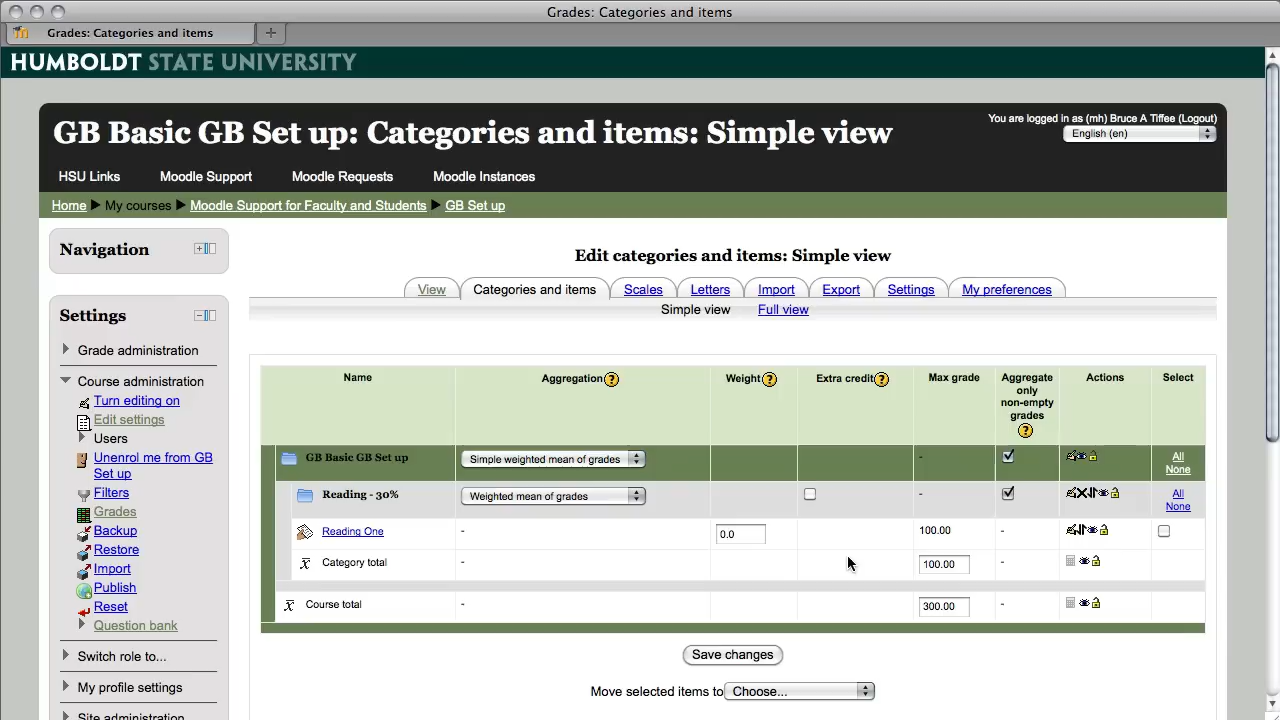 Grades: Categories and items
Grades: Categories and items
HUMBOLDT STATE UNIVERSITY
GB Basic GB Set up: Categories and items: Simple view
You are logged in as (mh) Bruce A Tiffee (Logout)
English (en)
HSU Links Moodle Support Moodle Requests Moodle Instances
Home ► My courses ► Moodle Support for Faculty and Students ► GB Set up
Navigation
Settings
Grade administration
Course administration
Turn editing on
Edit settings
Users
Unenrol me from GB
Set up
Filters
Grades
Backup
Restore
Import
Publish
Reset
Question bank
Switch role to...
My profile settings
Site administration
Edit categories and items: Simple view
View Categories and items Scales Letters Import Export Settings My preferences
Simple view Full view
Name Aggregation Weight Extra credit Max grade Aggregate only non-empty grades Actions Select
GB Basic GB Set up Simple weighted mean of grades - All
None
Reading - 30% Weighted mean of grades - All
None
Reading One - 0.0 100.00 -
Category total - 100.00 -
Course total - 300.00 -
Save changes
Move selected items to Choose...